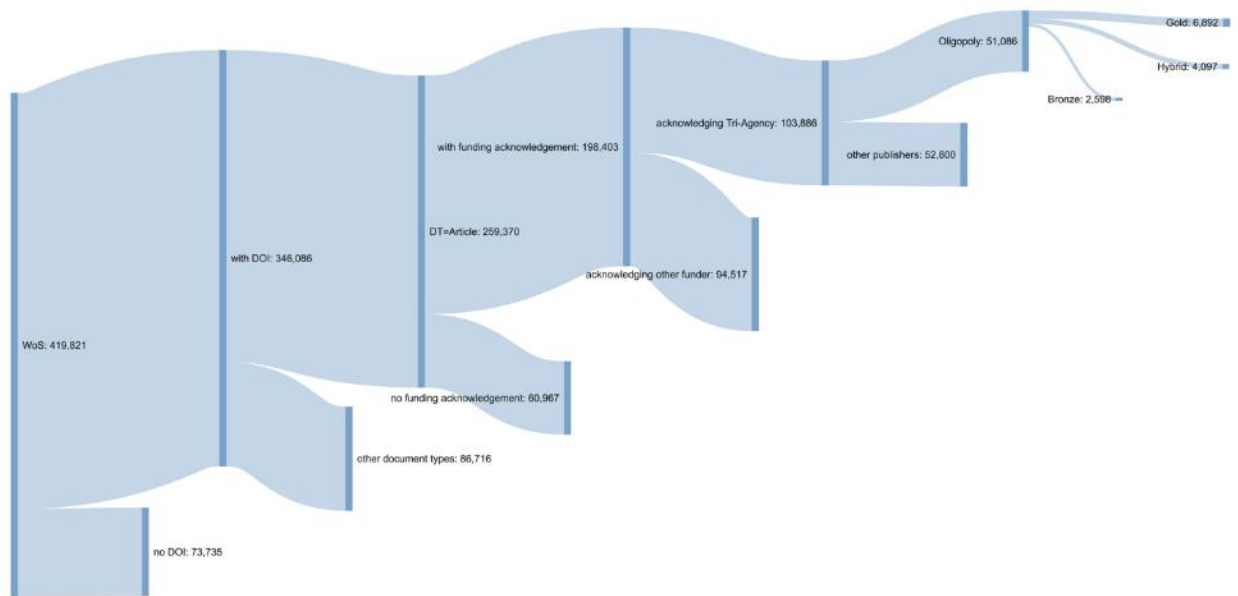 Gold: 6,892
Oligopoly: 51,086
Hybrid: 4,097
Bronze: 2,598
acknowledging Tri-Agency: 103,886
with funding acknowledgement: 198,403
other publishers: 52,800
DT=Article: 259,370
with DOI: 346,086
acknowledging other funder: 94,517
WoS: 419,821
no funding acknowledgement: 60,967
other document types: 86,716
no DOI: 73,735